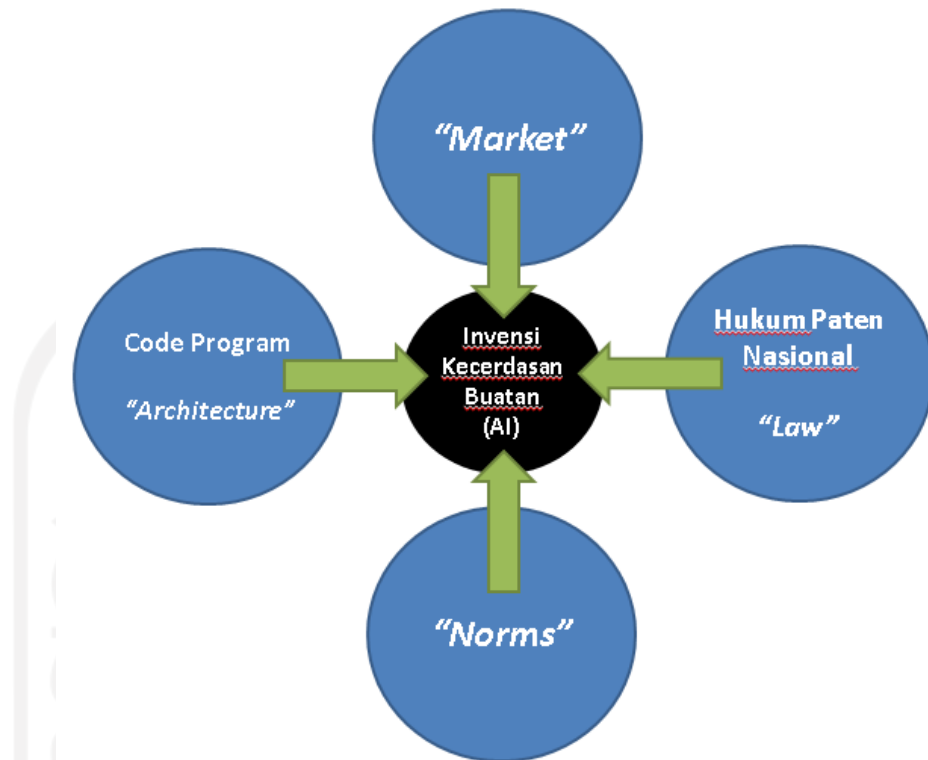 “Market”
Code Program
“Architecture”
Invensi
Kecerdasan
Buatan
(AI)
Hukum Paten
Nasional
“Law”
“Norms”